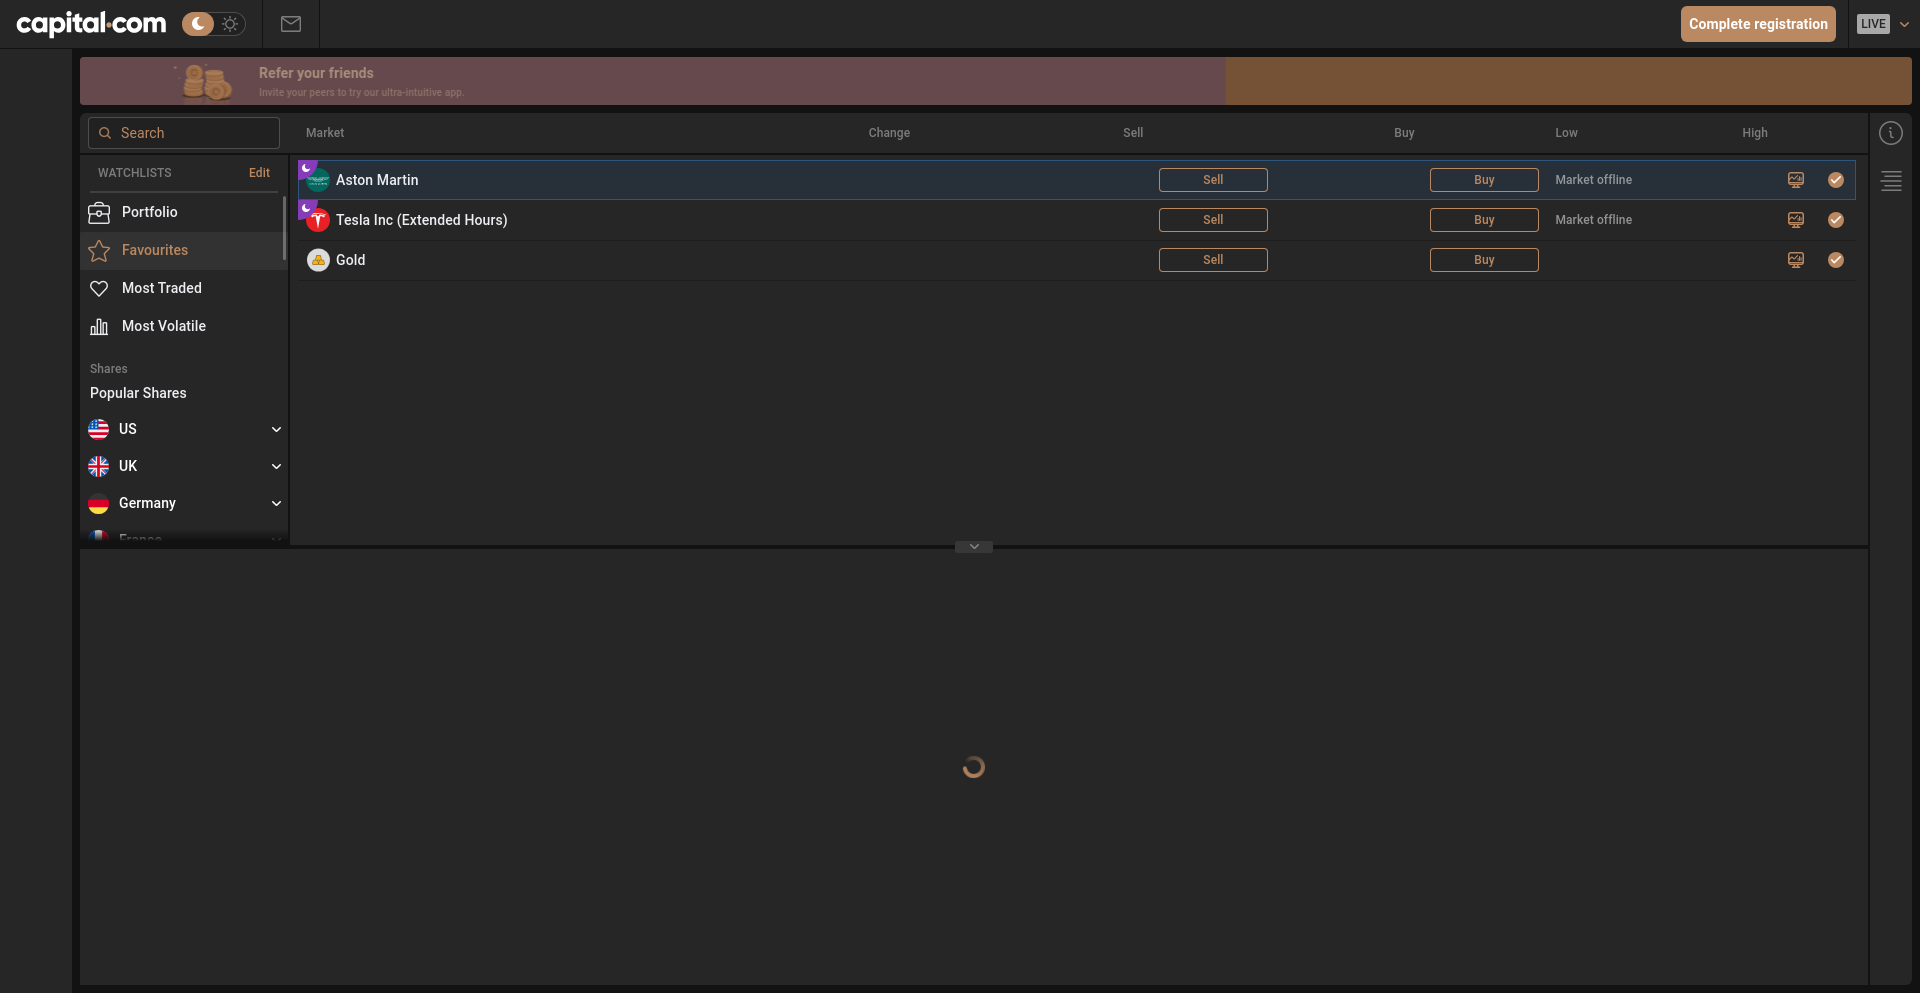 capital.com
Complete registration
LIVE
Refer your friends
Invite your peers to try our ultra-intuitive app.
Search
Market Change Sell Buy Low High
WATCHLISTS Edit
Portfolio
Favourites
Most Traded
Most Volatile
Shares
Popular Shares
US
UK
Germany
France
Aston Martin Sell Buy Market offline
Tesla Inc (Extended Hours) Sell Buy Market offline
Gold Sell Buy